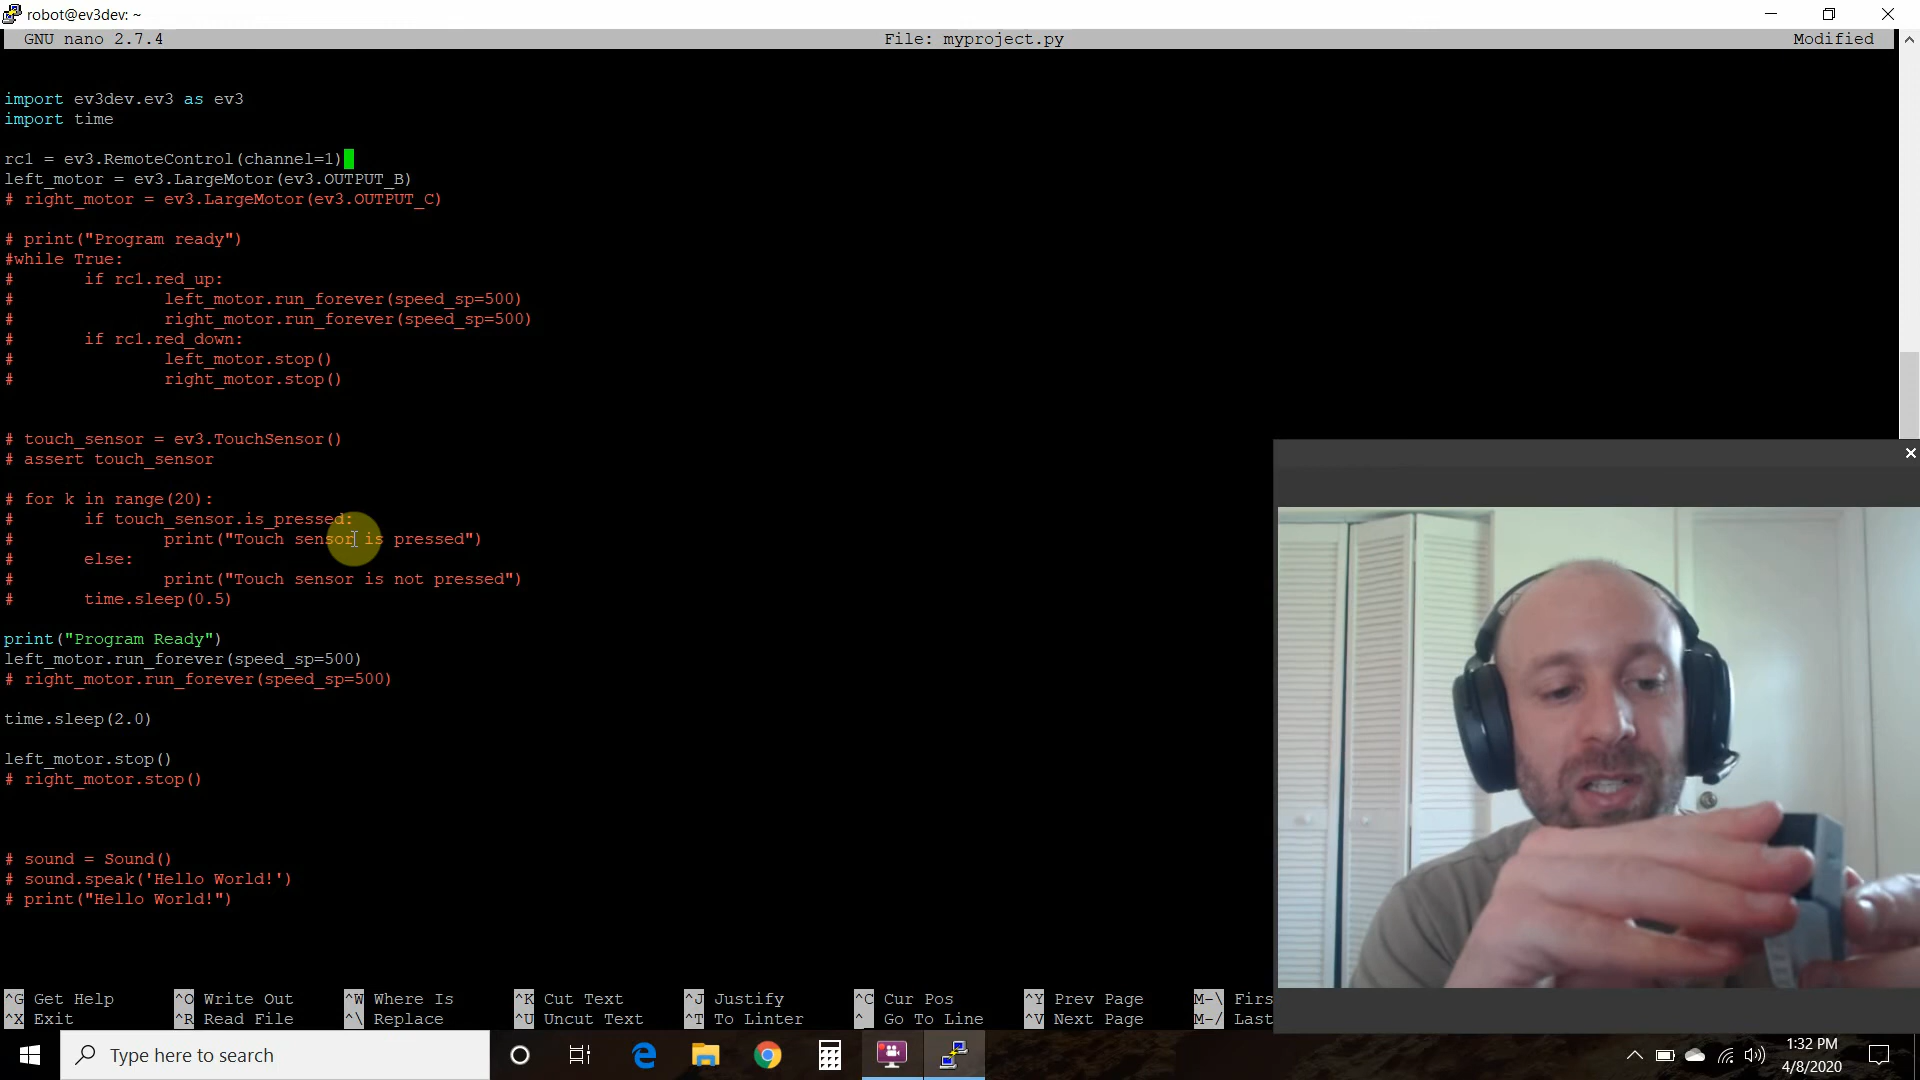 robot@ev3dev: ~
GNU nano 2.7.4 File: myproject.py Modified
import ev3dev.ev3 as ev3
import time
rc1 = ev3.RemoteControl(channel=1)
left_motor = ev3.LargeMotor(ev3.OUTPUT_B)
# right_motor = ev3.LargeMotor(ev3.OUTPUT_C)
# print("Program ready")
#while True:
# if rc1.red_up:
# left_motor.run_forever(speed_sp=500)
# right_motor.run_forever(speed_sp=500)
# if rc1.red_down:
# left_motor.stop()
# right_motor.stop()
# touch_sensor = ev3.TouchSensor()
# assert touch_sensor
# for k in range(20):
# if touch_sensor.is_pressed:
# print("Touch sensor is pressed")
# else:
# print("Touch sensor is not pressed")
# time.sleep(0.5)
print("Program Ready")
left_motor.run_forever(speed_sp=500)
# right_motor.run_forever(speed_sp=500)
time.sleep(2.0)
left_motor.stop()
# right_motor.stop()
# sound = Sound()
# sound.speak('Hello World!')
# print("Hello World!")
^G Get Help ^O Write Out ^W Where Is ^K Cut Text ^J Justify ^C Cur Pos ^Y Prev Page M-\ Firs
^X Exit ^R Read File ^\ Replace ^U Uncut Text ^T To Linter ^_ Go To Line ^V Next Page M-/ Last
Type here to search
1:32 PM
4/8/2020